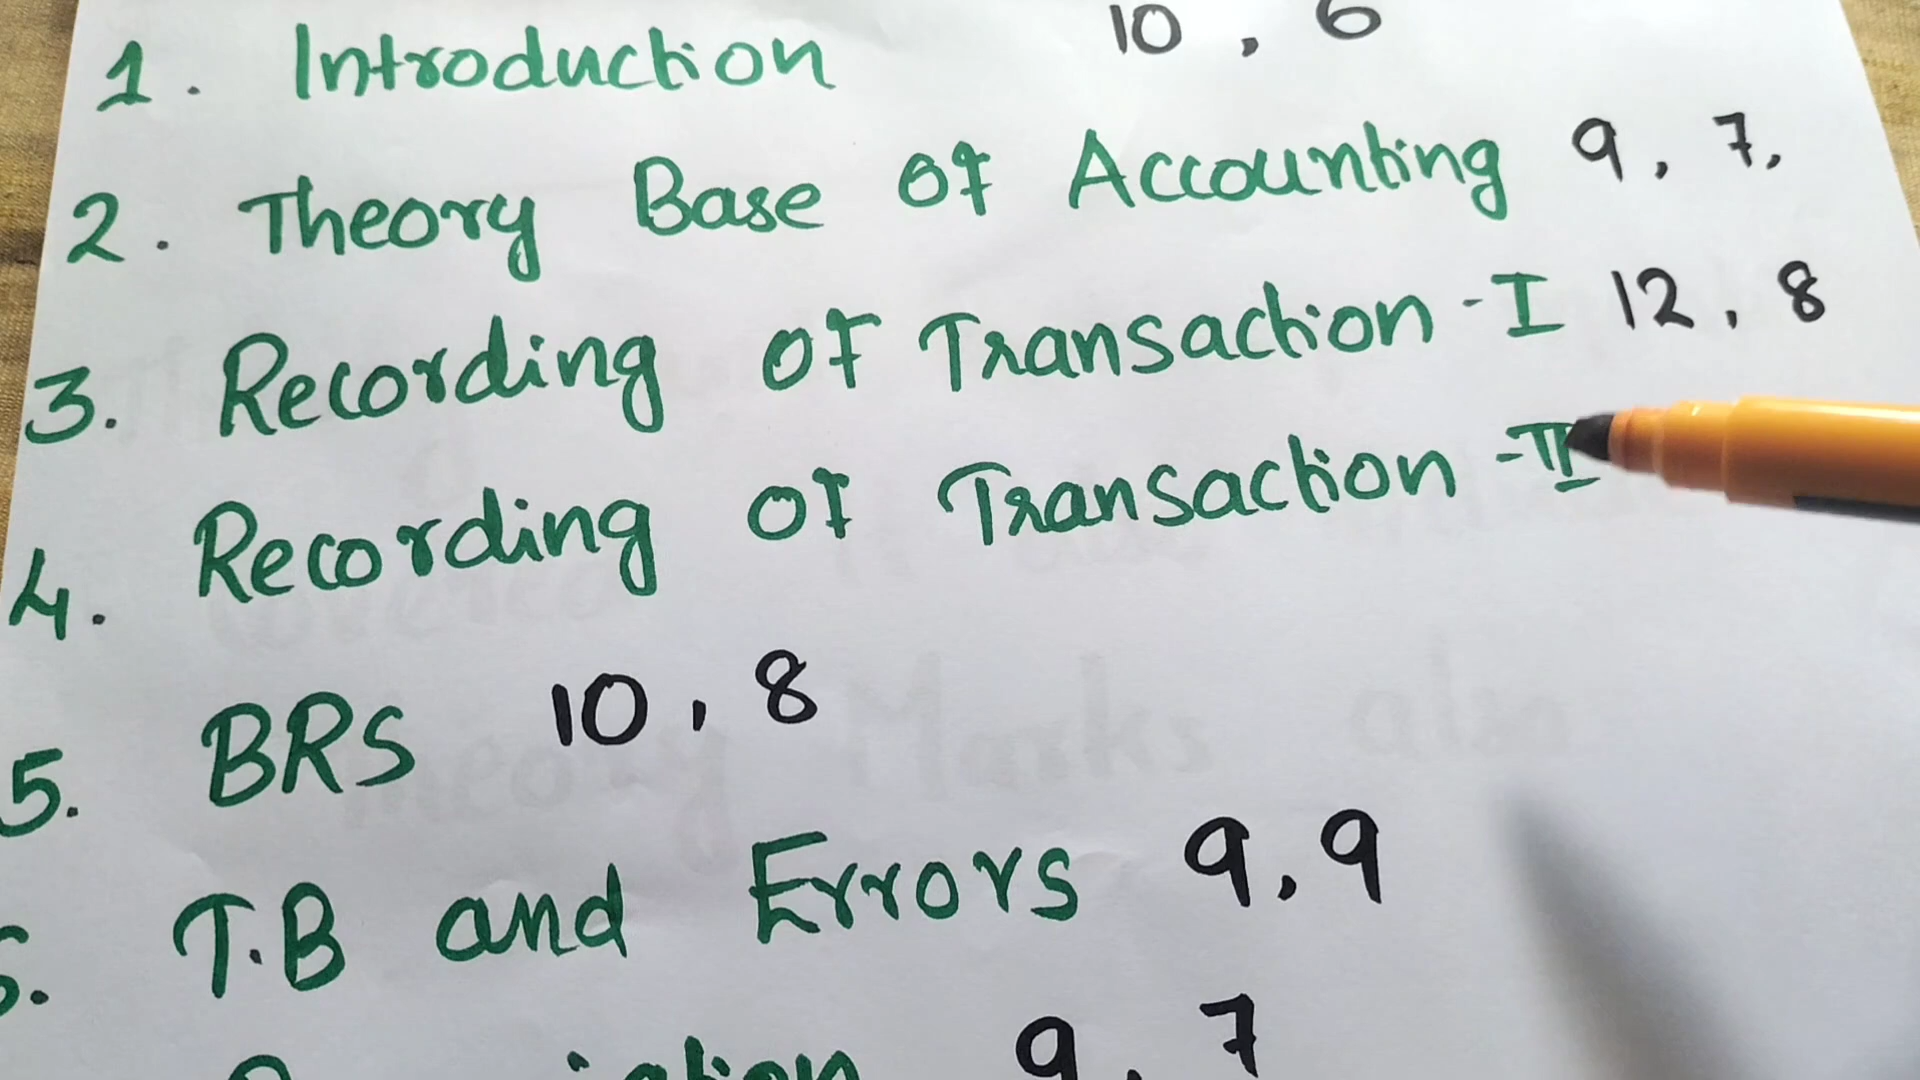 1. Introduction 10, 6
2. Theory Base of Accounting 9, 7,
3. Recording of Transaction -I 12, 8
4. Recording of Transaction -II
5. BRS 10, 8
6. T.B and Errors 9, 9
9, 7